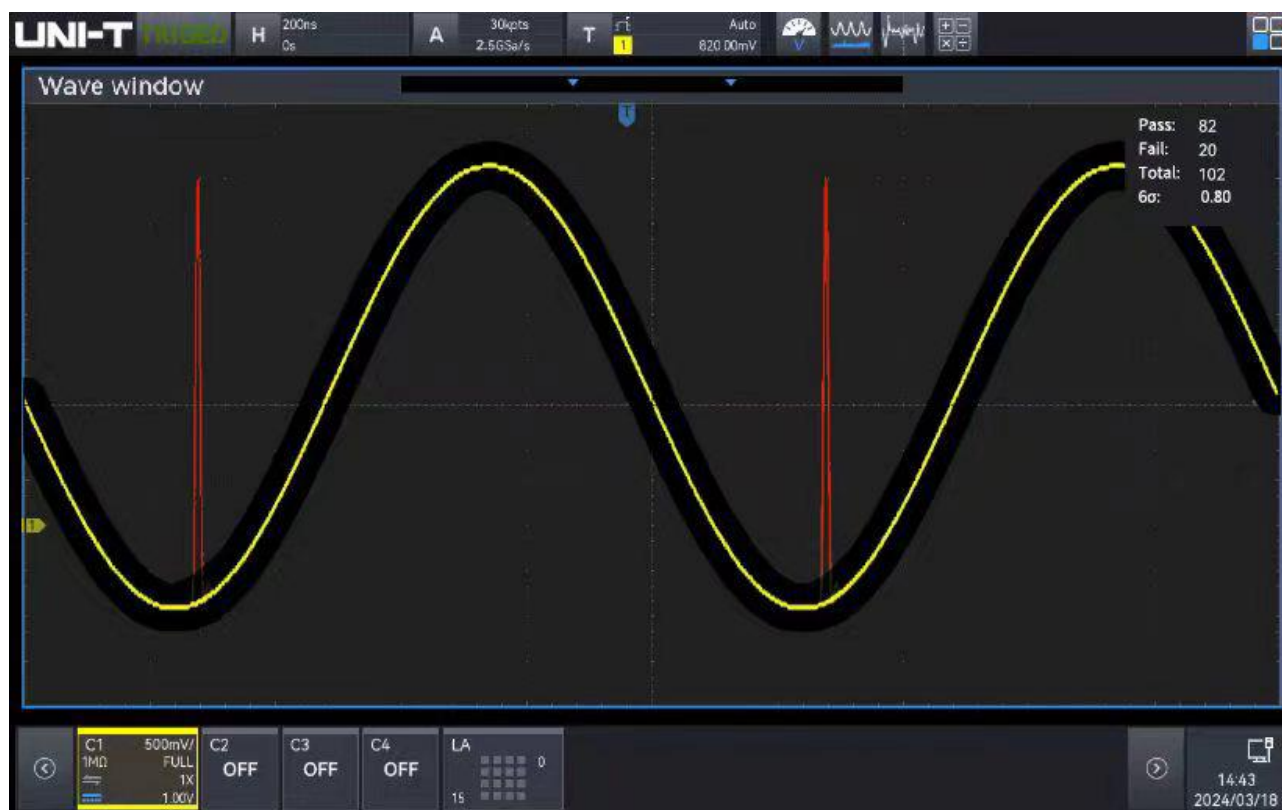 UNI-T TRIGED H 200ns A 30kpts T Auto
0s 2.5GSa/s 1 820.00mV V
Wave window
T
Pass: 82
Fail: 20
Total: 102
6σ: 0.80
1
C1 500mV/ C2 C3 C4 LA
1MΩ FULL OFF OFF OFF 0
1X
1.00V 15
14:43
2024/03/18